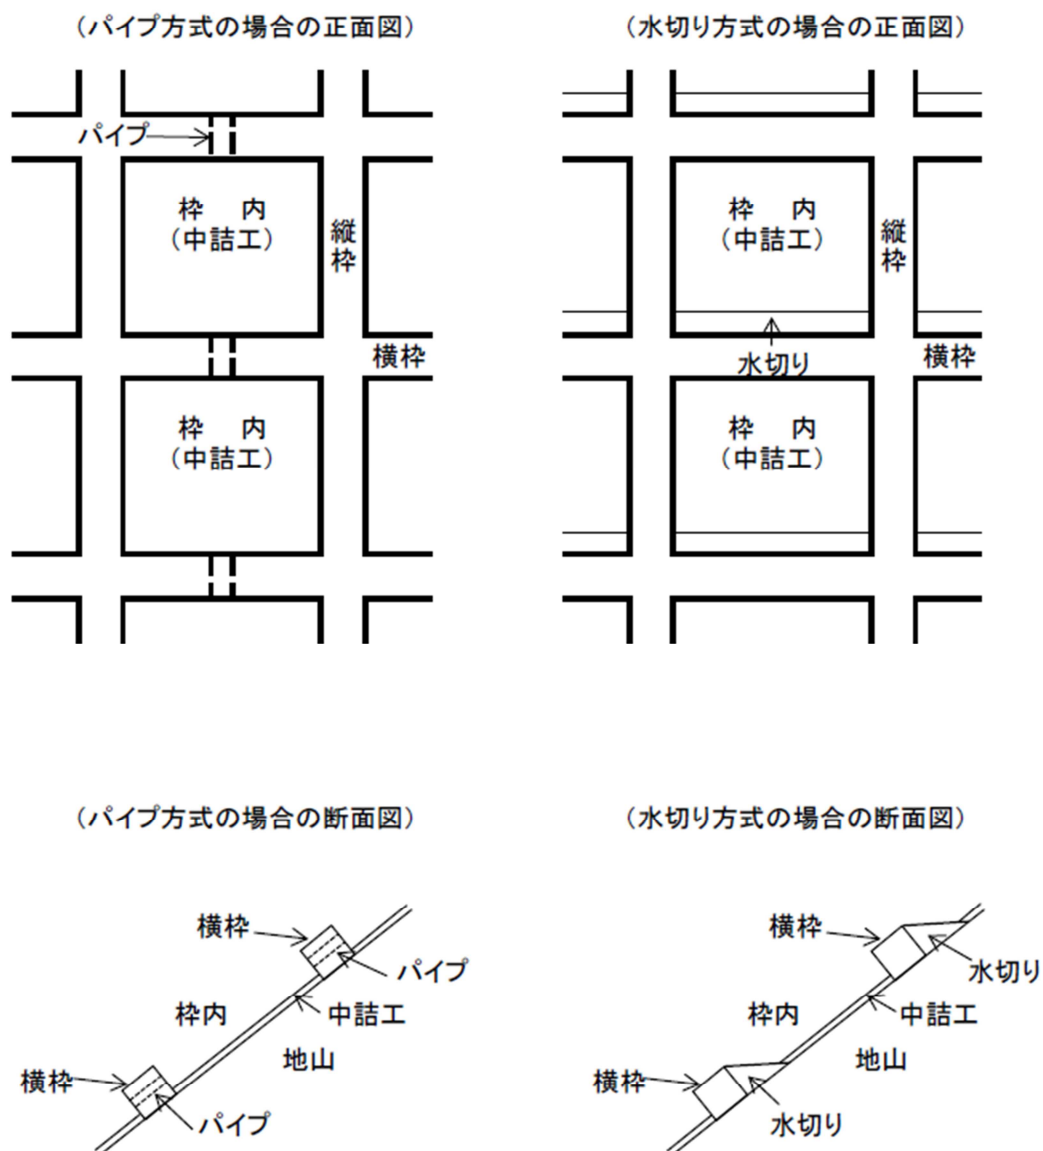 (パイプ方式の場合の正面図)
パイプ
枠 内
(中詰工)
縦枠
横枠
枠 内
(中詰工)
(水切り方式の場合の正面図)
枠 内
(中詰工)
縦枠
水切り
横枠
枠 内
(中詰工)
(パイプ方式の場合の断面図)
横枠
パイプ
枠内
中詰工
地山
横枠
パイプ
(水切り方式の場合の断面図)
横枠
水切り
枠内
中詰工
地山
横枠
水切り